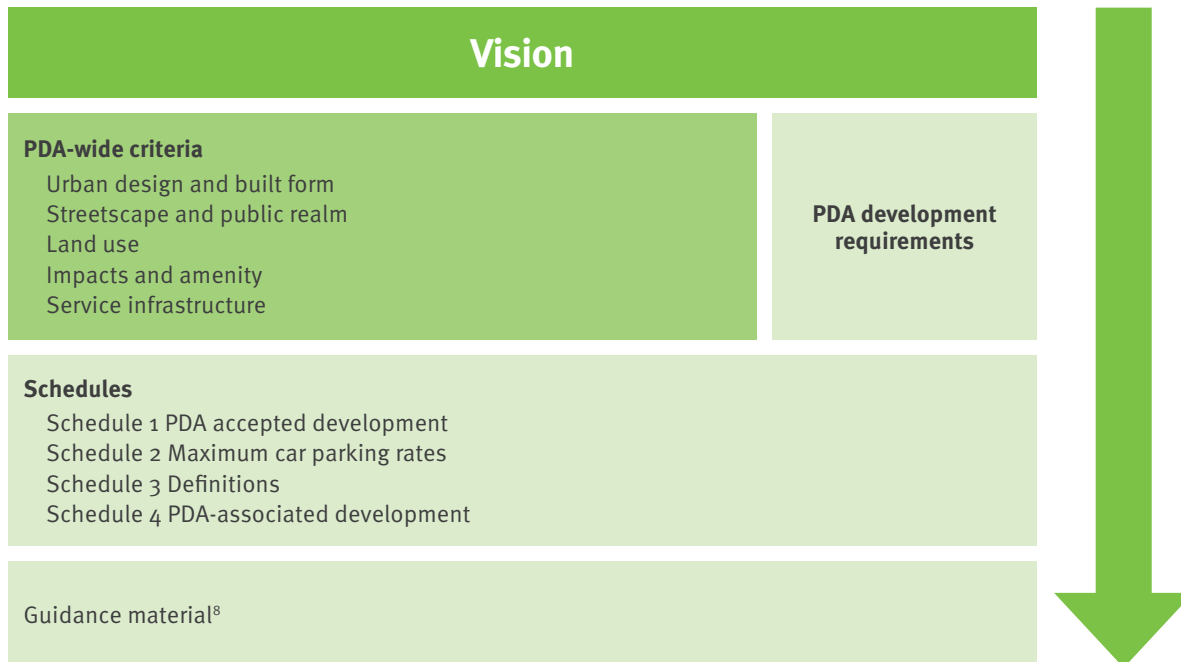 Vision
PDA-wide criteria
Urban design and built form
Streetscape and public realm
Land use
Impacts and amenity
Service infrastructure
PDA development
requirements
Schedules
Schedule 1 PDA accepted development
Schedule 2 Maximum car parking rates
Schedule 3 Definitions
Schedule 4 PDA-associated development
Guidance material⁸